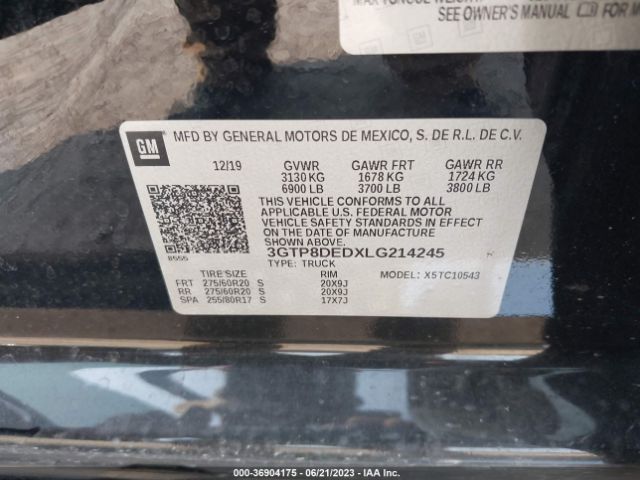 SEE OWNER'S MANUAL FOR M
GM
MFD BY GENERAL MOTORS DE MEXICO, S. DE R.L. DE C.V.
12/19 GVWR GAWR FRT GAWR RR
3130 KG 1678 KG 1724 KG
6900 LB 3700 LB 3800 LB
THIS VEHICLE CONFORMS TO ALL
APPLICABLE U.S. FEDERAL MOTOR
VEHICLE SAFETY STANDARDS IN EFFECT
ON THE DATE OF MANUFACTURE
SHOWN ABOVE.
3GTP8DEDXLG214245
8555 TYPE: TRUCK
TIRE SIZE RIM MODEL: X5TC10543
FRT 275/60R20 S 20X9J
RR 275/60R20 S 20X9J
SPA 255/80R17 S 17X7J
000-36904175 - 06/21/2023 - IAA Inc.